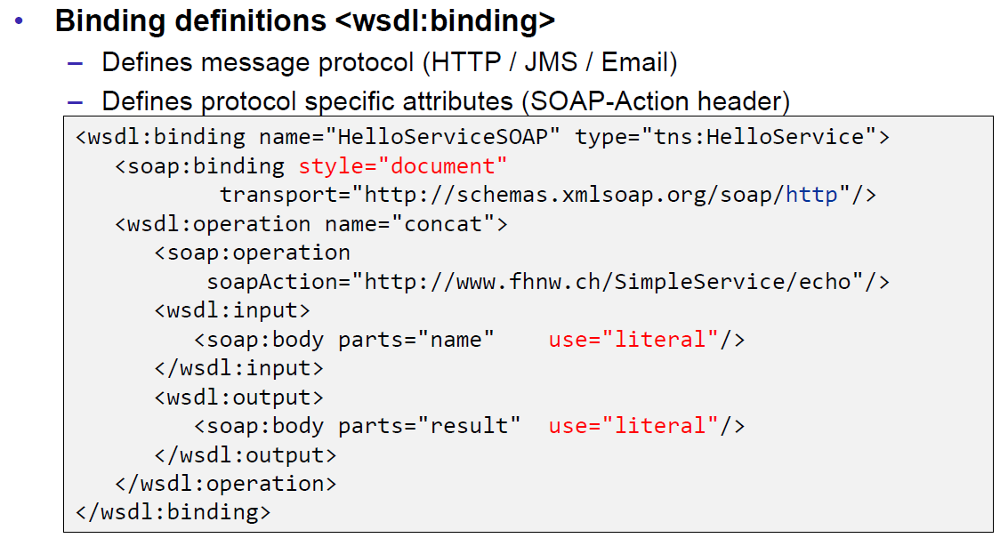 • Binding definitions <wsdl:binding>
– Defines message protocol (HTTP / JMS / Email)
– Defines protocol specific attributes (SOAP-Action header)
<wsdl:binding name="HelloServiceSOAP" type="tns:HelloService">
   <soap:binding style="document"
           transport="http://schemas.xmlsoap.org/soap/http"/>
   <wsdl:operation name="concat">
      <soap:operation
          soapAction="http://www.fhnw.ch/SimpleService/echo"/>
      <wsdl:input>
         <soap:body parts="name"    use="literal"/>
      </wsdl:input>
      <wsdl:output>
         <soap:body parts="result"  use="literal"/>
      </wsdl:output>
   </wsdl:operation>
</wsdl:binding>